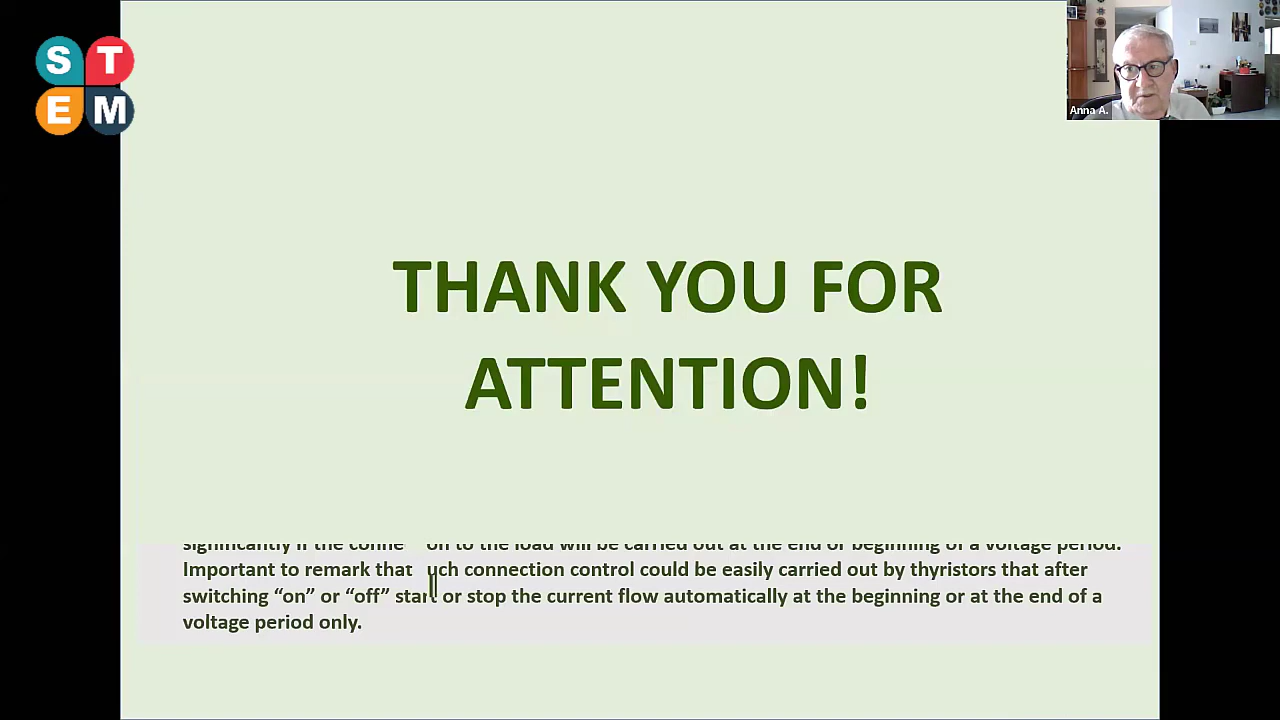 S T
E M
Anna A.
THANK YOU FOR
ATTENTION!
significantly if the conne on to the load will be carried out at the end or beginning of a voltage period.
Important to remark that uch connection control could be easily carried out by thyristors that after
switching “on” or “off” start or stop the current flow automatically at the beginning or at the end of a
voltage period only.